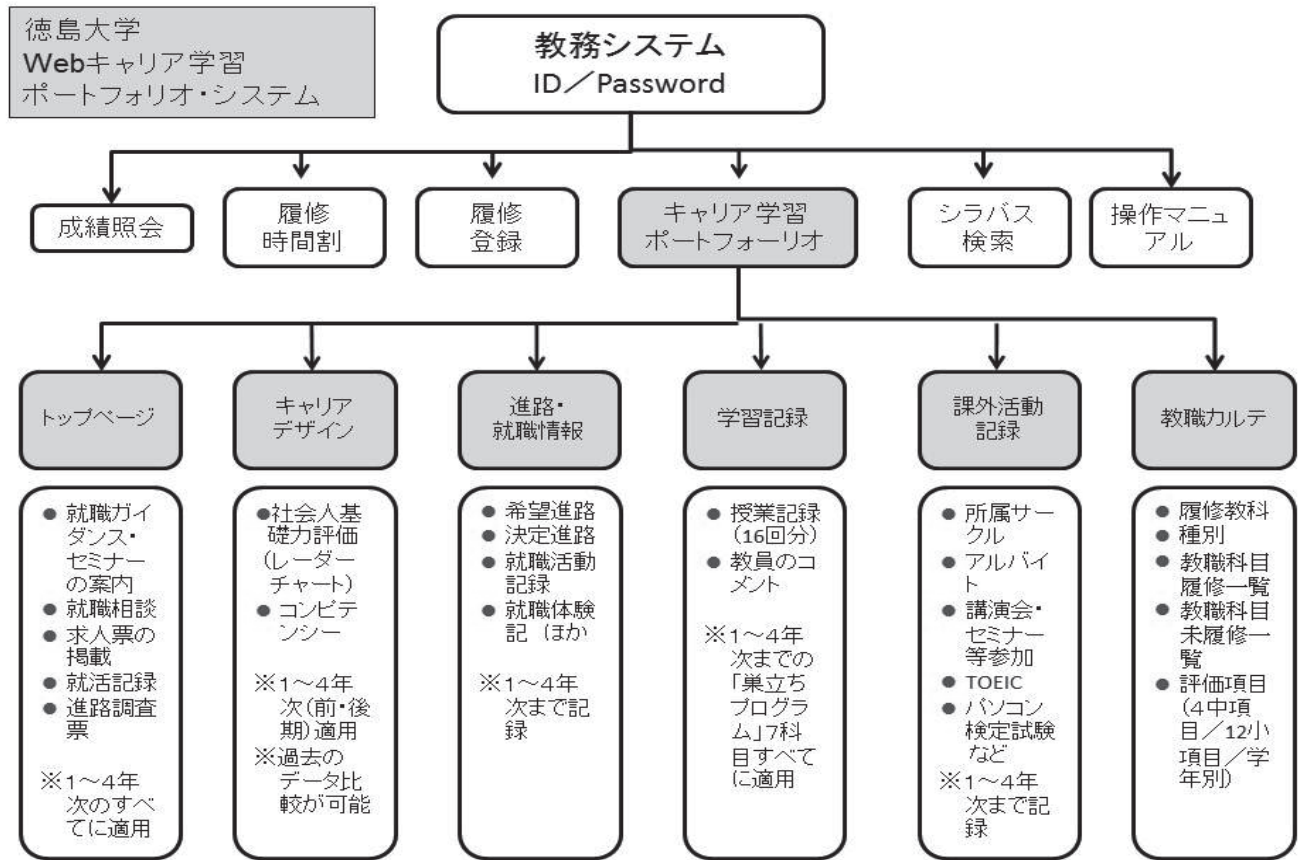 徳島大学
Webキャリア学習
ポートフォリオ・システム
教務システム
ID／Password
成績照会
履修
時間割
履修
登録
キャリア学習
ポートフォーリオ
シラバス
検索
操作マニュ
アル
トップページ
キャリア
デザイン
進路・
就職情報
学習記録
課外活動
記録
教職カルテ
● 就職ガイ
ダンス・
セミナー
の案内
● 就職相談
● 求人票の
掲載
● 就活記録
● 進路調査
票
※1～4年
次のすべ
てに適用
●社会人基
礎力評価
(レーダー
チャート)
● コンピテ
ンシー
※1～4年
次(前・後
期)適用
※過去の
データ比
較が可能
● 希望進路
● 決定進路
● 就職活動
記録
● 就職体験
記 (ほか
※1～4年
次まで記
録
● 授業記録
(16回分)
● 教員のコ
メント
※1～4年
次までの
「巣立ち
プログラ
ム」7科
目すべて
に適用
● 所属サー
クル
● アルバイ
ト
● 講演会・
セミナー
等参加
● TOEIC
● パソコン
検定試験
など
※1～4年
次まで記
録
● 履修教科
● 種別
● 教職科目
履修一覧
● 教職科目
未履修一
覧
● 評価項目
(4中項
目／12小
項目／学
年別)